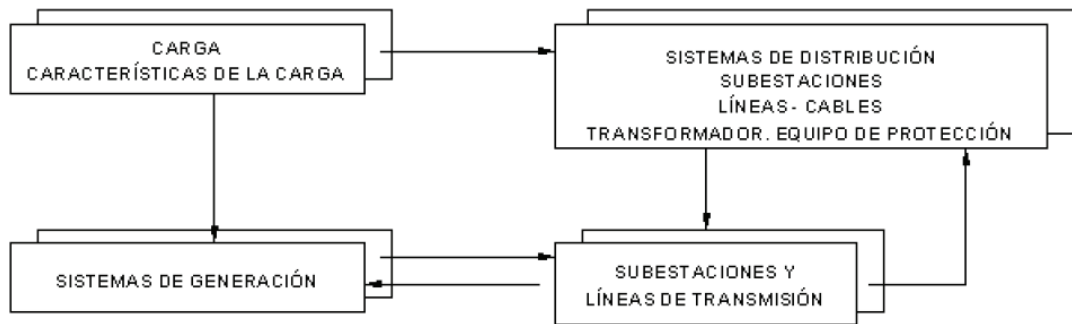 CARGA
CARACTERÍSTICAS DE LA CARGA
SISTEMAS DE DISTRIBUCIÓN
SUBESTACIONES
LÍNEAS- CABLES
TRANSFORMADOR. EQUIPO DE PROTECCIÓN
SISTEMAS DE GENERACIÓN
SUBESTACIONES Y
LÍNEAS DE TRANSMISIÓN